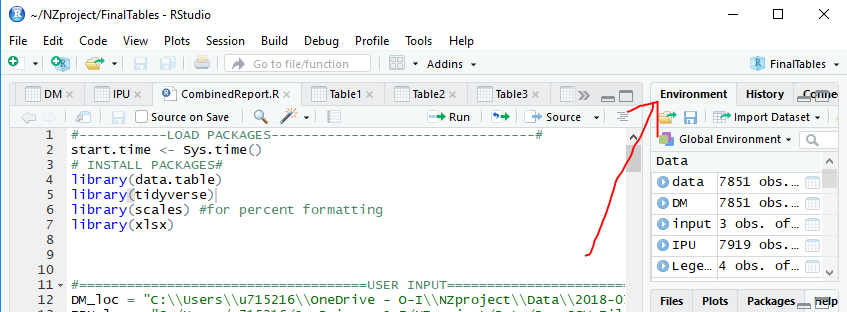 ~/NZproject/FinalTables - RStudio
File Edit Code View Plots Session Build Debug Profile Tools Help
Go to file/function Addins FinalTables
DM IPU CombinedReport.R Table1 Table2 Table3 »
Environment History
Source on Save Run Source
Import Dataset
1 #-----------LOAD PACKAGES-------------------------#
2 start.time <- Sys.time()
3 # INSTALL PACKAGES#
4 library(data.table)
5 library(tidyverse)
6 library(scales) #for percent formatting
7 library(xlsx)
8
9
10
11 #=============================USER INPUT===================
12 DM_loc = "C:\\Users\\u715216\\OneDrive - O-I\\NZproject\\Data\\2018-0
13
Global Environment
Data
data 7851 obs....
DM 7851 obs....
input 3 obs. of...
IPU 7919 obs....
Lege... 4 obs. of...
Files Plots Packages Help